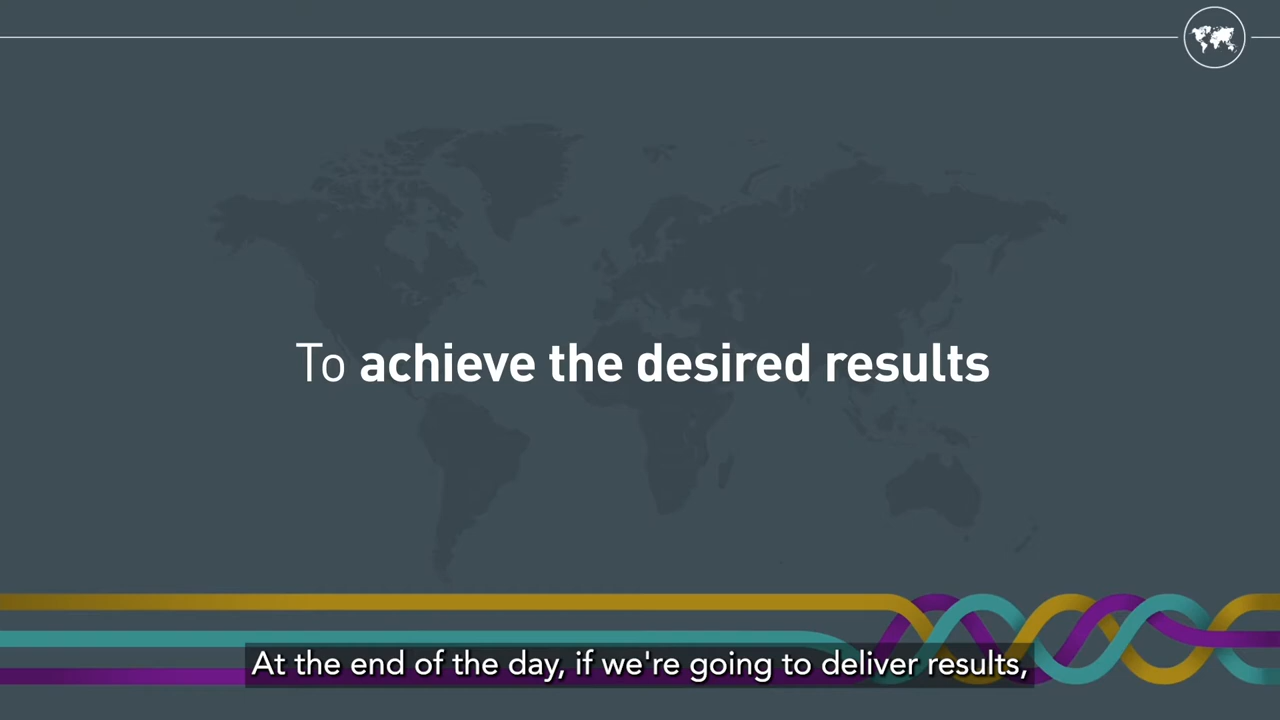 To achieve the desired results
At the end of the day, if we're going to deliver results,